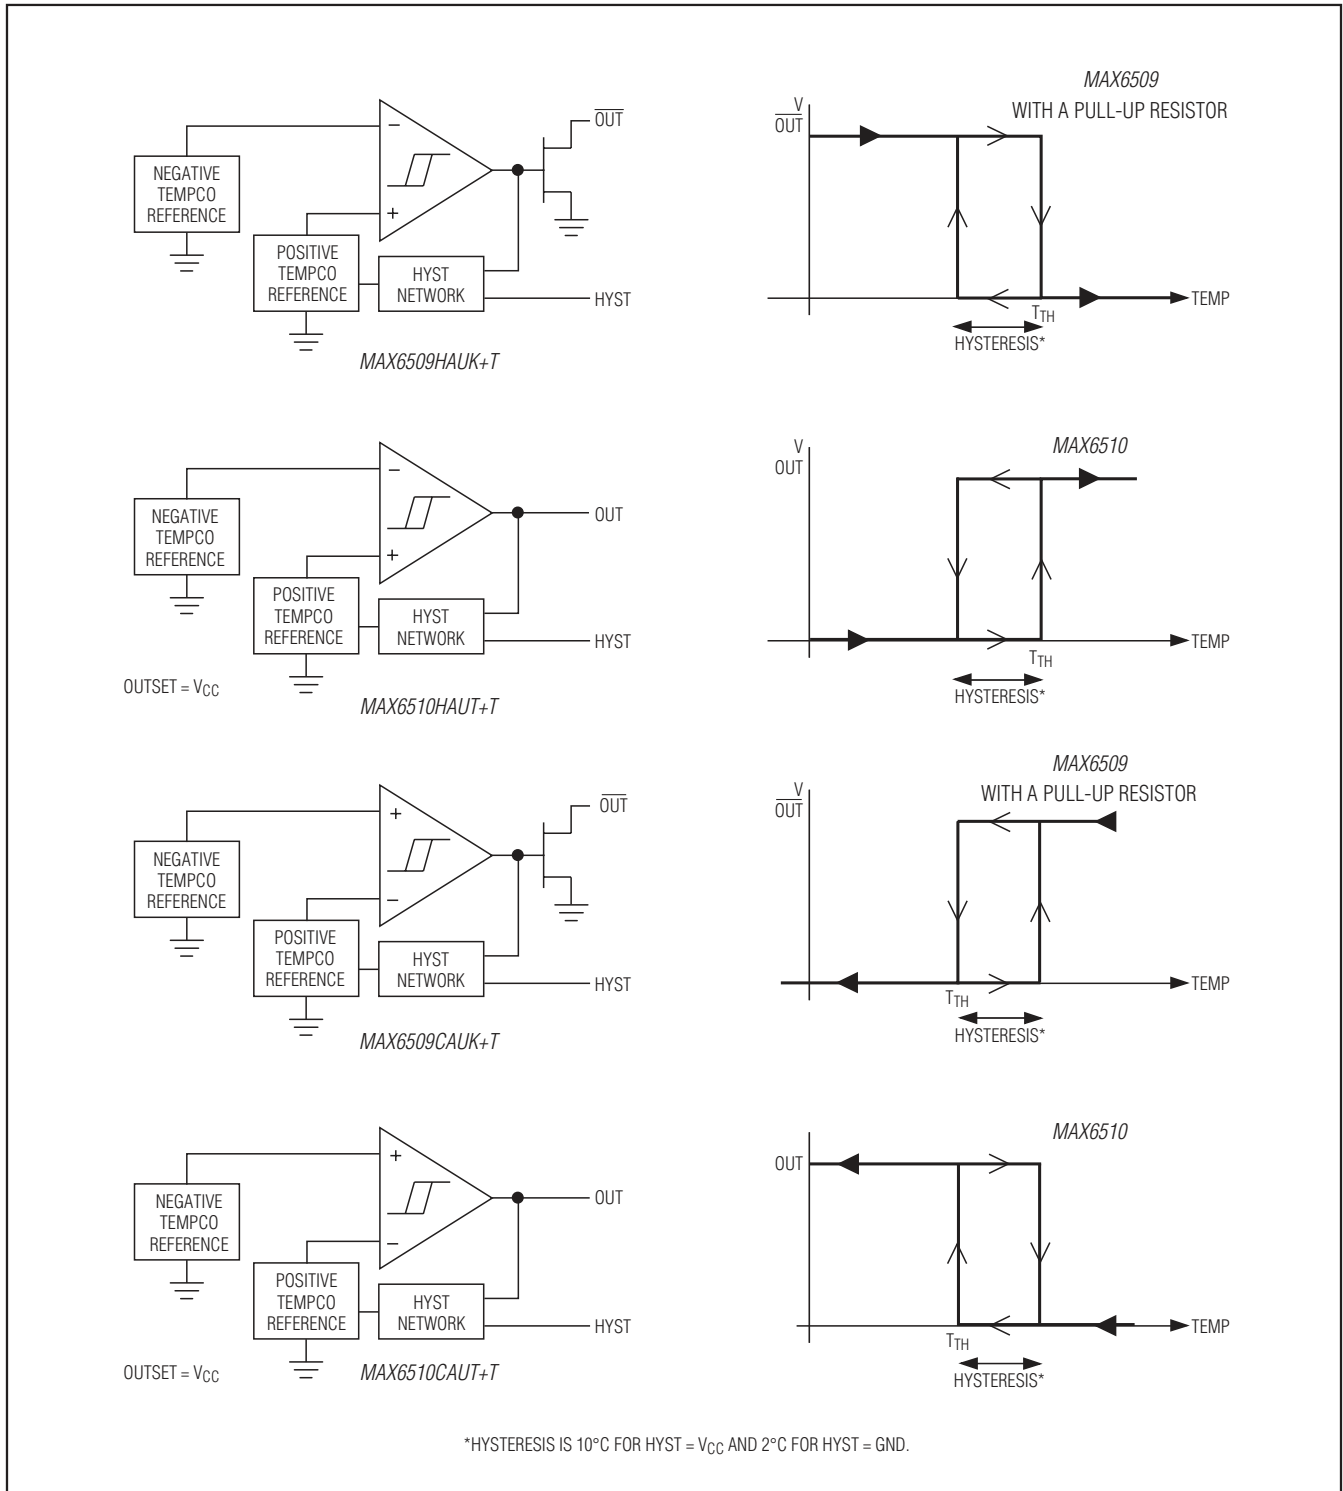 NEGATIVE
TEMPCO
REFERENCE
−
+
POSITIVE
TEMPCO
REFERENCE
HYST
NETWORK
OUT
HYST
MAX6509HAUK+T
MAX6509
WITH A PULL-UP RESISTOR
V
OUT
TEMP
TTH
HYSTERESIS*
NEGATIVE
TEMPCO
REFERENCE
−
+
POSITIVE
TEMPCO
REFERENCE
HYST
NETWORK
OUT
HYST
OUTSET = VCC
MAX6510HAUT+T
MAX6510
V
OUT
TEMP
TTH
HYSTERESIS*
NEGATIVE
TEMPCO
REFERENCE
+
−
POSITIVE
TEMPCO
REFERENCE
HYST
NETWORK
OUT
HYST
MAX6509CAUK+T
MAX6509
WITH A PULL-UP RESISTOR
V
OUT
TEMP
TTH
HYSTERESIS*
NEGATIVE
TEMPCO
REFERENCE
+
−
POSITIVE
TEMPCO
REFERENCE
HYST
NETWORK
OUT
HYST
OUTSET = VCC
MAX6510CAUT+T
MAX6510
OUT
TEMP
TTH
HYSTERESIS*
*HYSTERESIS IS 10°C FOR HYST = VCC AND 2°C FOR HYST = GND.